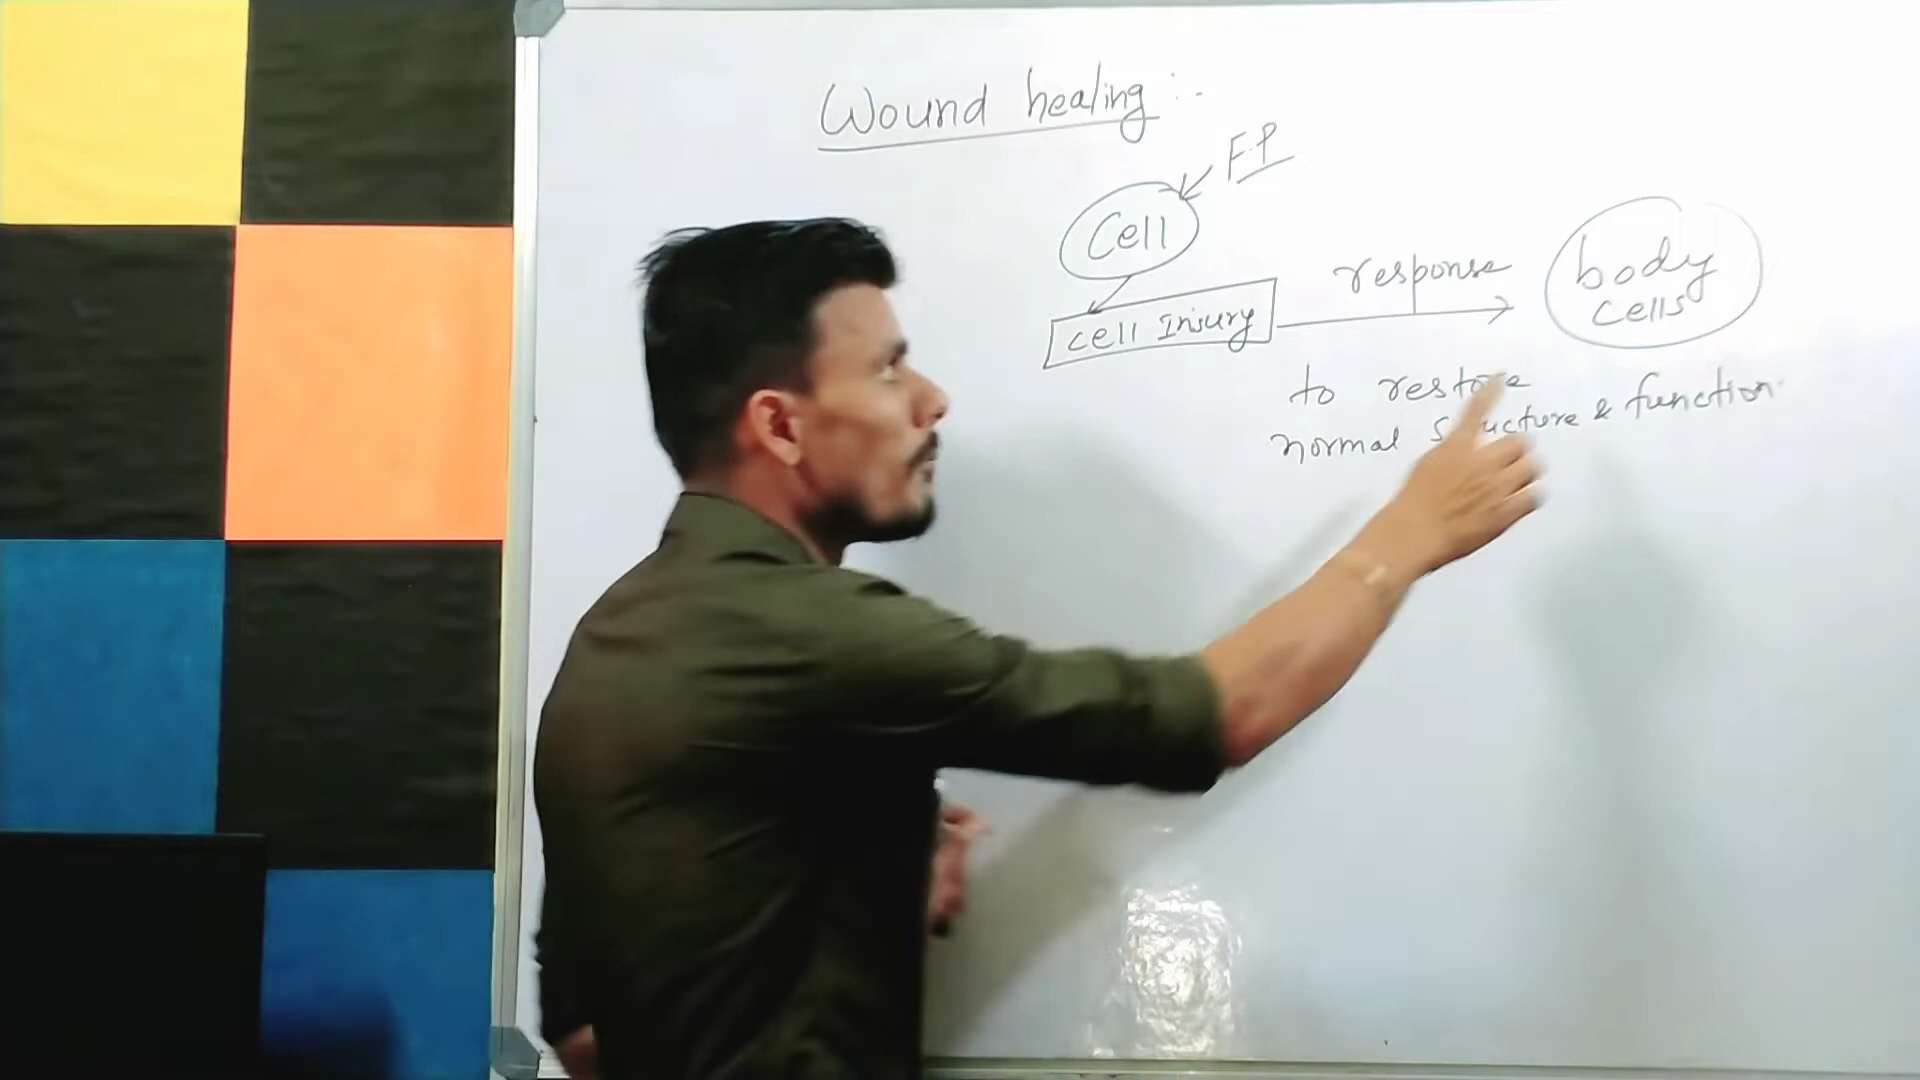 Wound healing :-
F.P
Cell
cell Injury
response
body
cells
to restore
normal structure & function.